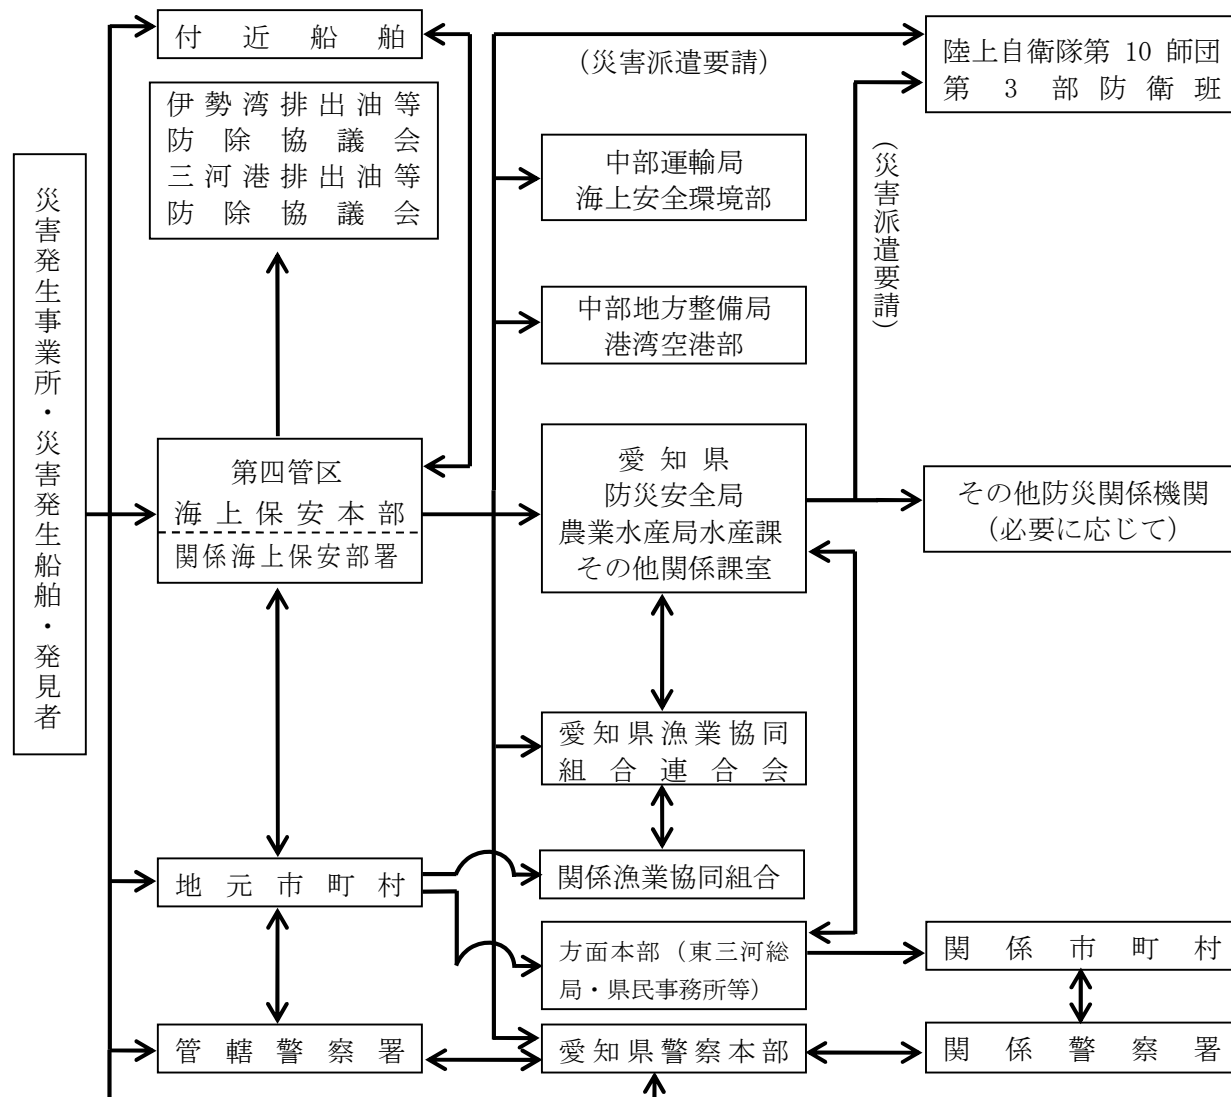 災害発生事業所・災害発生船舶・発見者
付近船舶
伊勢湾排出油等
防除協議会
三河港排出油等
防除協議会
第四管区
海上保安本部
関係海上保安部署
地元市町村
管轄警察署
(災害派遣要請)
中部運輸局
海上安全環境部
中部地方整備局
港湾空港部
愛知県
防災安全局
農業水産局水産課
その他関係課室
愛知県漁業協同
組合連合会
関係漁業協同組合
方面本部（東三河総
局・県民事務所等）
愛知県警察本部
陸上自衛隊第 10 師団
第3部防衛班
(災害派遣要請)
その他防災関係機関
(必要に応じて)
関係市町村
関係警察署